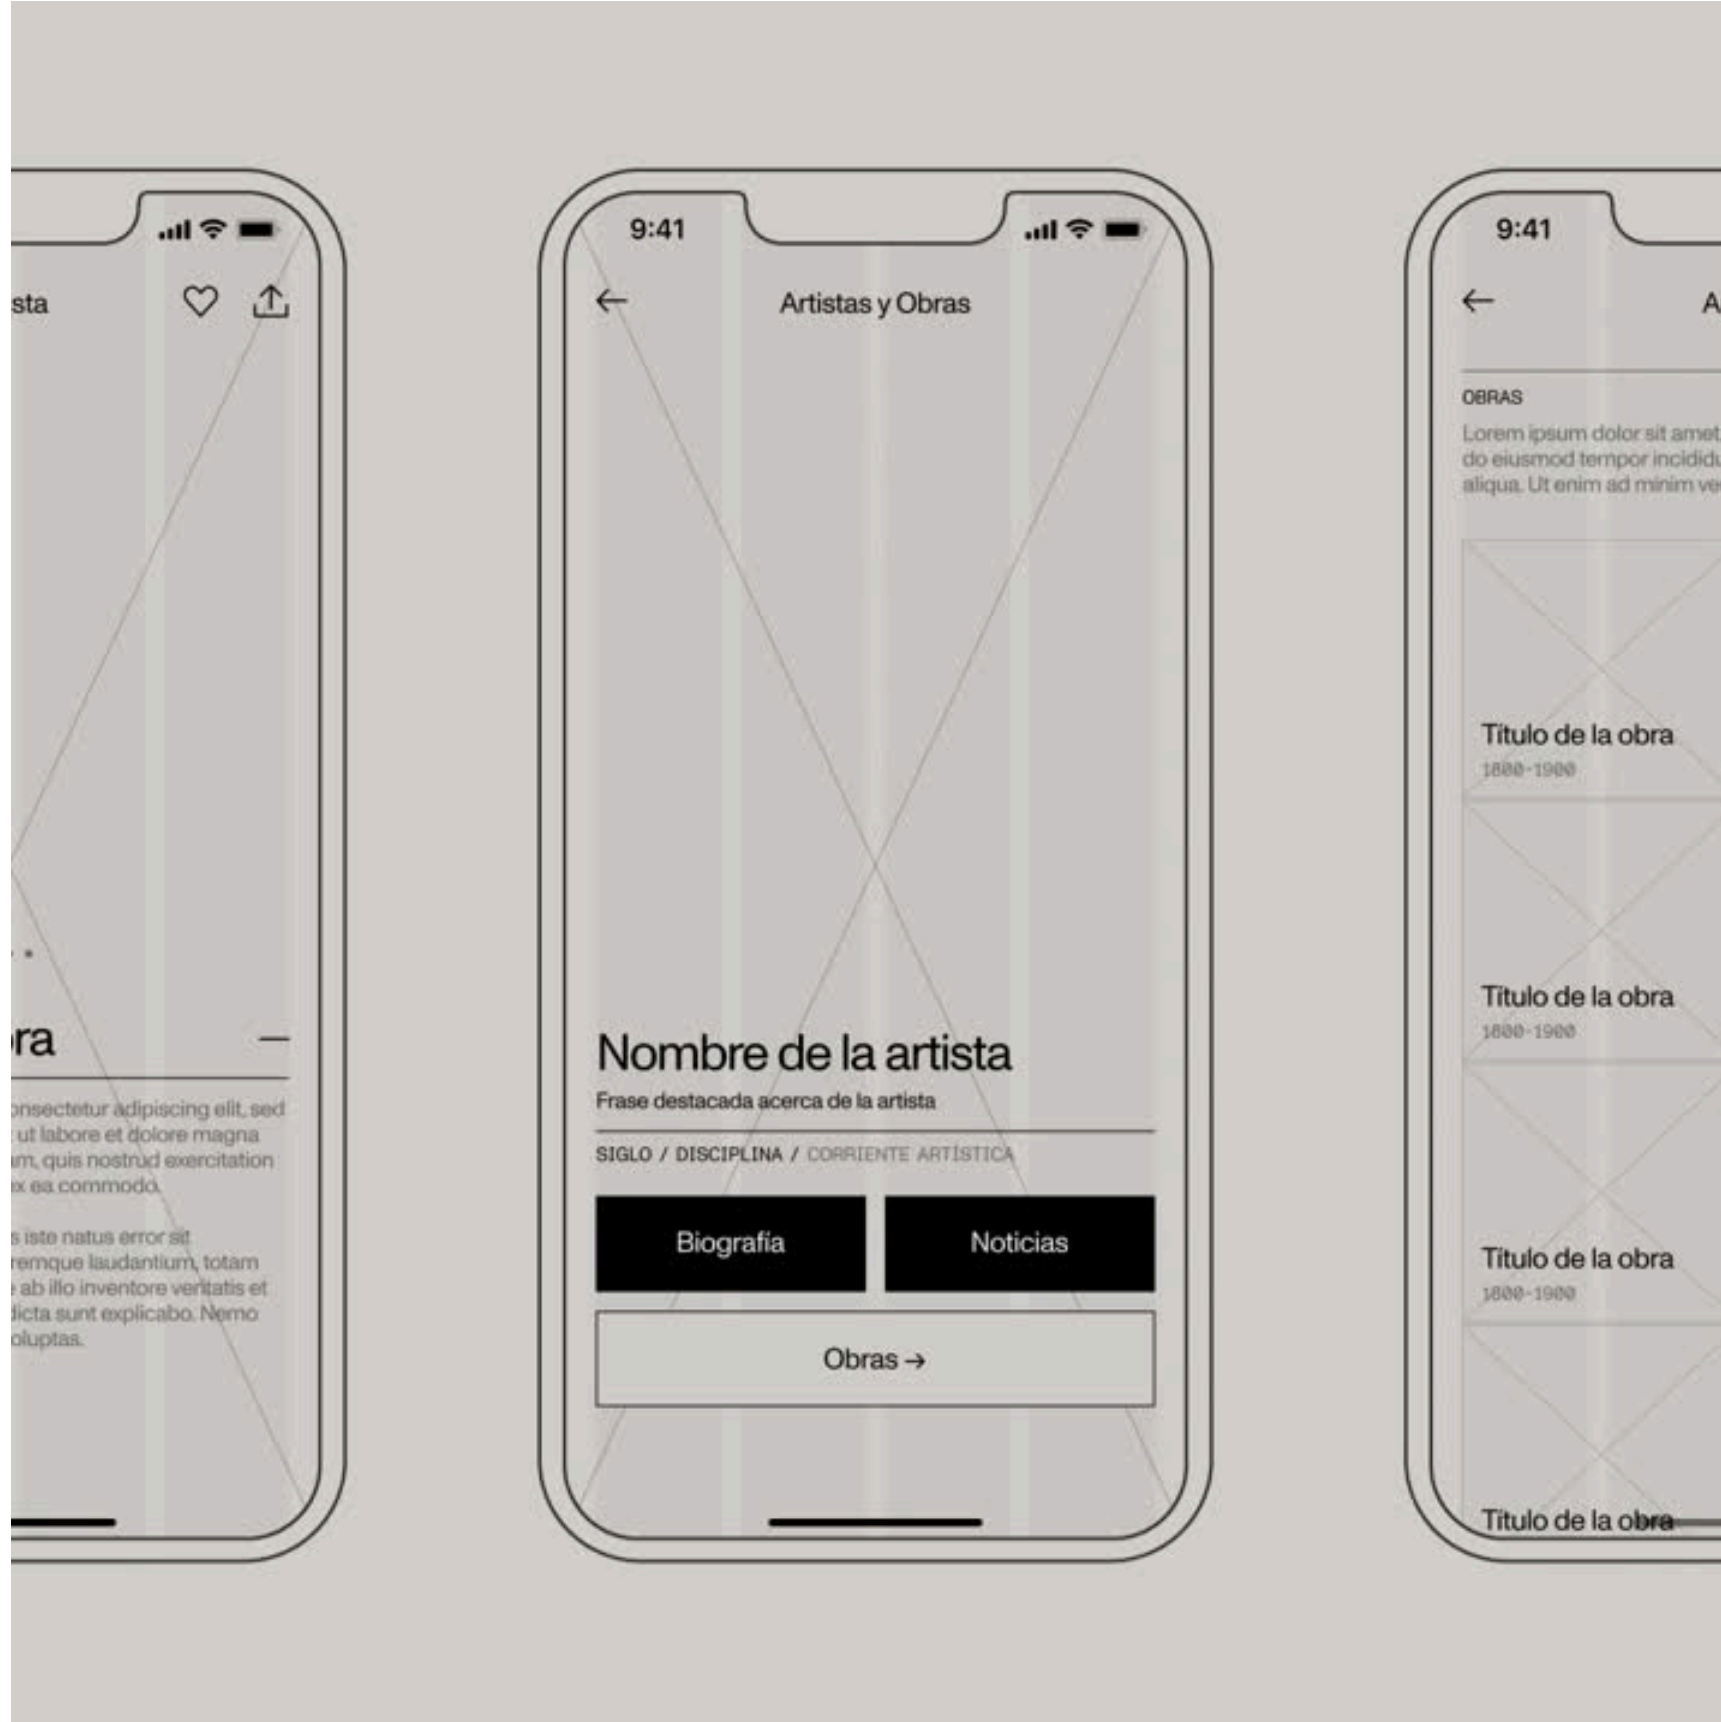 sta
ra
onsectetur adipiscing elit, sed
ut labore et dolore magna
m, quis nostrud exercitation
ex ea commodo.
s iste natus error sit
remque laudantium, totam
ab illo inventore veritatis et
dicta sunt explicabo. Nemo
oluptas.
9:41
Artistas y Obras
Nombre de la artista
Frase destacada acerca de la artista
SIGLO / DISCIPLINA / CORRIENTE ARTÍSTICA
Biografía
Noticias
Obras →
9:41
A
OBRAS
Lorem ipsum dolor sit amet,
do eiusmod tempor incididu
aliqua. Ut enim ad minim ve
Título de la obra
1800-1900
Título de la obra
1800-1900
Título de la obra
1800-1900
Título de la obra